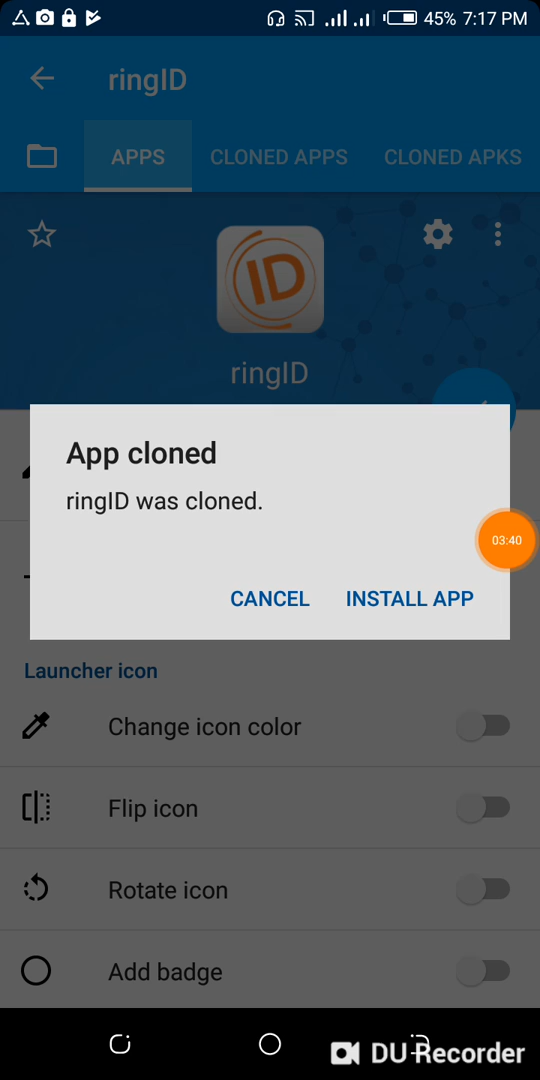 45% 7:17 PM
ringID
APPS CLONED APPS CLONED APKS
ID
ringID
App cloned
ringID was cloned.
03:40
CANCEL INSTALL APP
Launcher icon
Change icon color
Flip icon
Rotate icon
Add badge
DU Recorder